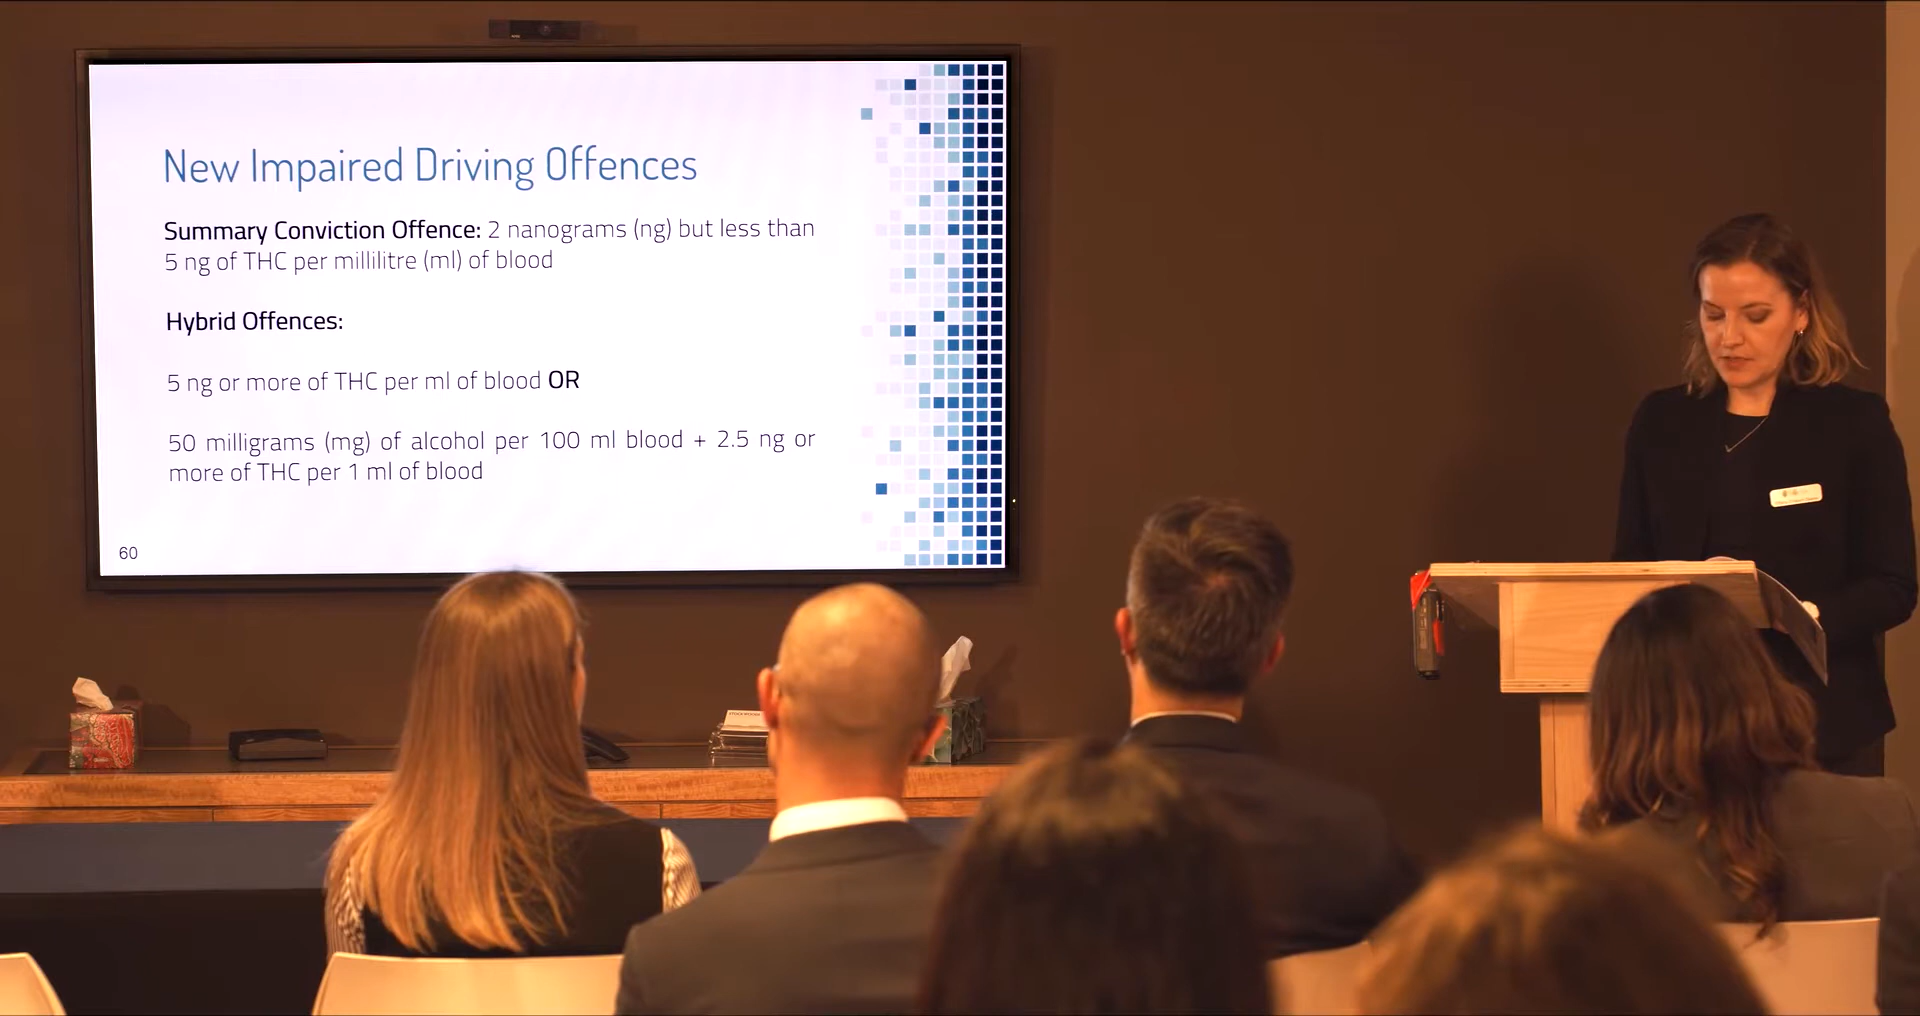 New Impaired Driving Offences
Summary Conviction Offence: 2 nanograms (ng) but less than
5 ng of THC per millilitre (ml) of blood
Hybrid Offences:
5 ng or more of THC per ml of blood OR
50 milligrams (mg) of alcohol per 100 ml blood + 2.5 ng or
more of THC per 1 ml of blood
60